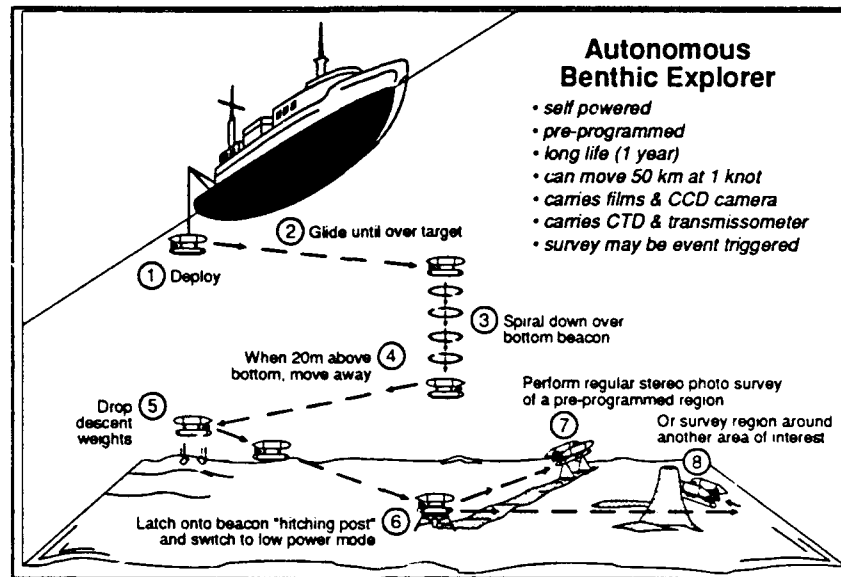 Autonomous
Benthic Explorer
• self powered
• pre-programmed
• long life (1 year)
• can move 50 km at 1 knot
• carries films & CCD camera
• carries CTD & transmissometer
• survey may be event triggered
1 Deploy
2 Glide until over target
3 Spiral down over
bottom beacon
4 When 20m above
bottom, move away
5 Drop
descent
weights
Latch onto beacon "hitching post" 6
and switch to low power mode
Perform regular stereo photo survey
of a pre-programmed region
7
Or survey region around
another area of interest
8